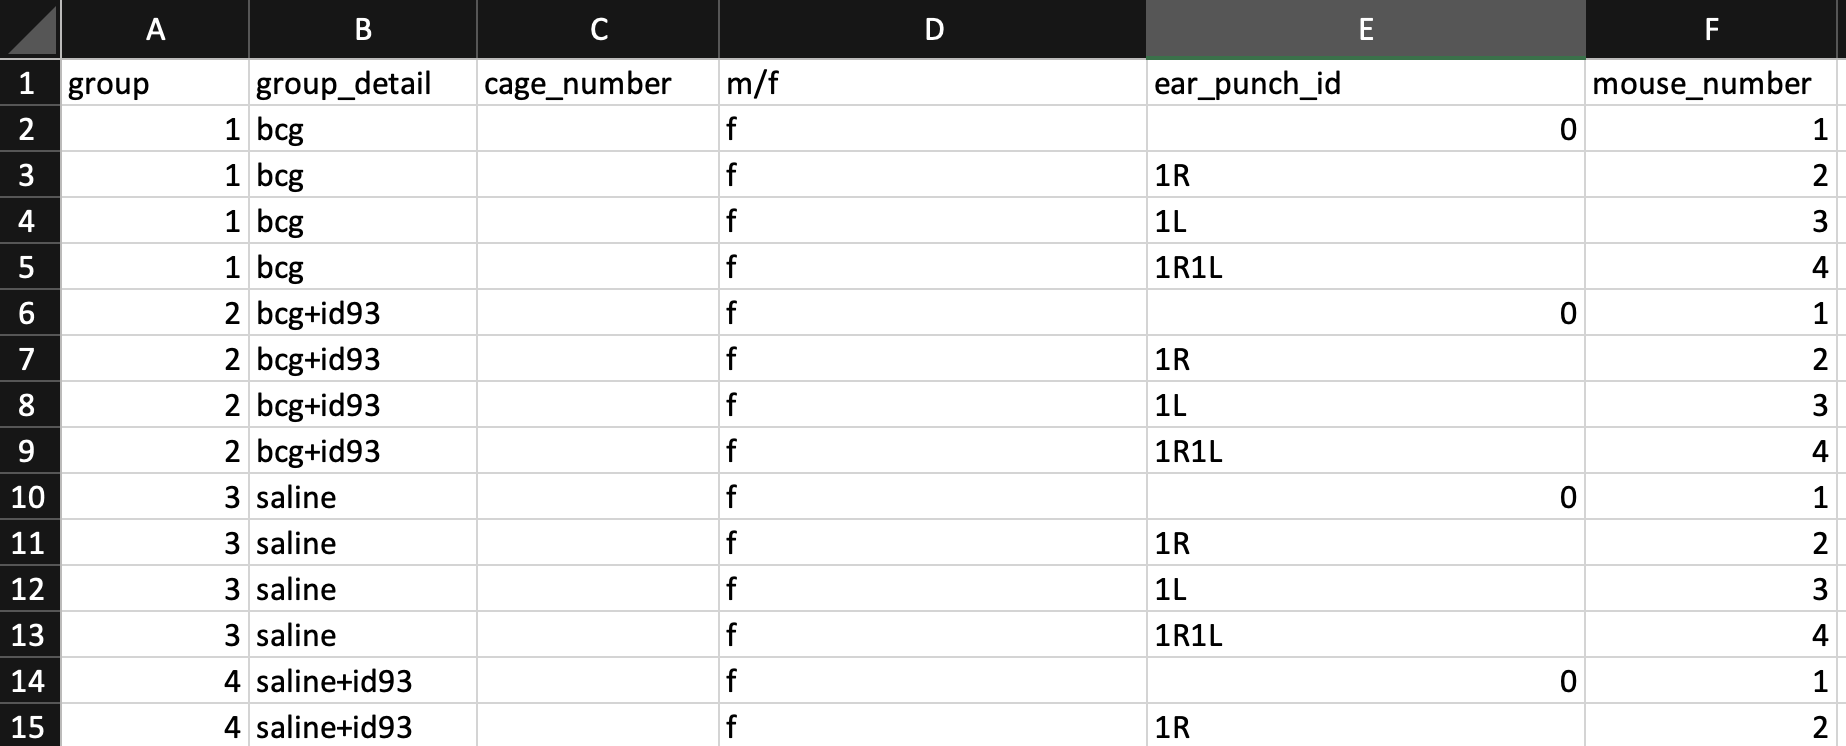 A B C D E F
1 group group_detail cage_number m/f ear_punch_id mouse_number
2 1 bcg f 0 1
3 1 bcg f 1R 2
4 1 bcg f 1L 3
5 1 bcg f 1R1L 4
6 2 bcg+id93 f 0 1
7 2 bcg+id93 f 1R 2
8 2 bcg+id93 f 1L 3
9 2 bcg+id93 f 1R1L 4
10 3 saline f 0 1
11 3 saline f 1R 2
12 3 saline f 1L 3
13 3 saline f 1R1L 4
14 4 saline+id93 f 0 1
15 4 saline+id93 f 1R 2